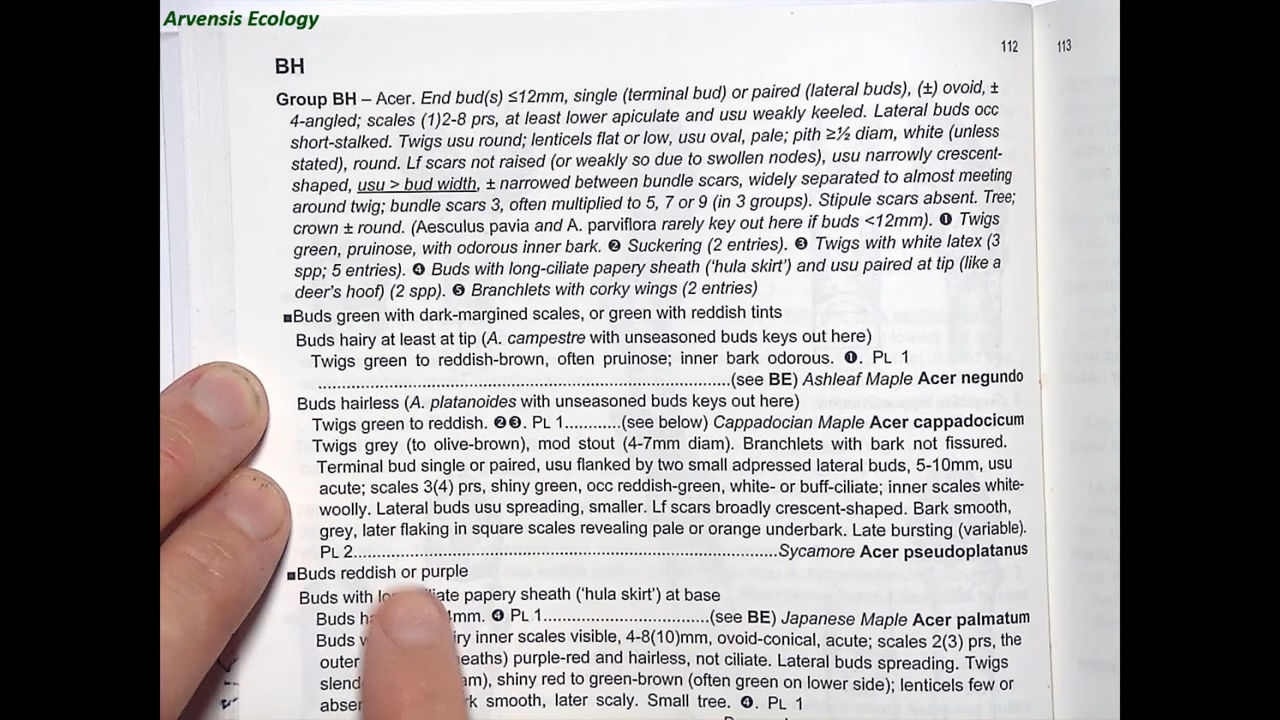 Arvensis Ecology
112 113
BH
Group BH – Acer. End bud(s) ≤12mm, single (terminal bud) or paired (lateral buds), (±) ovoid, ±
4-angled; scales (1)2-8 prs, at least lower apiculate and usu weakly keeled. Lateral buds occ
short-stalked. Twigs usu round; lenticels flat or low, usu oval, pale; pith ≥½ diam, white (unless
stated), round. Lf scars not raised (or weakly so due to swollen nodes), usu narrowly crescent-
shaped, usu > bud width, ± narrowed between bundle scars, widely separated to almost meeting
around twig; bundle scars 3, often multiplied to 5, 7 or 9 (in 3 groups). Stipule scars absent. Tree;
crown ± round. (Aesculus pavia and A. parviflora rarely key out here if buds <12mm). ❶ Twigs
green, pruinose, with odorous inner bark. ❷ Suckering (2 entries). ❸ Twigs with white latex (3
spp; 5 entries). ❹ Buds with long-ciliate papery sheath (‘hula skirt’) and usu paired at tip (like a
deer’s hoof) (2 spp). ❺ Branchlets with corky wings (2 entries)
■Buds green with dark-margined scales, or green with reddish tints
Buds hairy at least at tip (A. campestre with unseasoned buds keys out here)
Twigs green to reddish-brown, often pruinose; inner bark odorous. ❶. PL 1
(see BE) Ashleaf Maple Acer negundo
Buds hairless (A. platanoides with unseasoned buds keys out here)
Twigs green to reddish. ❷❸. PL 1............(see below) Cappadocian Maple Acer cappadocicum
Twigs grey (to olive-brown), mod stout (4-7mm diam). Branchlets with bark not fissured.
Terminal bud single or paired, usu flanked by two small adpressed lateral buds, 5-10mm, usu
acute; scales 3(4) prs, shiny green, occ reddish-green, white- or buff-ciliate; inner scales white-
woolly. Lateral buds usu spreading, smaller. Lf scars broadly crescent-shaped. Bark smooth,
grey, later flaking in square scales revealing pale or orange underbark. Late bursting (variable).
PL 2...........Sycamore Acer pseudoplatanus
■Buds reddish or purple
Buds with papery sheath (‘hula skirt’) at base
Buds ❹ PL 1...........(see BE) Japanese Maple Acer palmatum
Buds inner scales visible, 4-8(10)mm, ovoid-conical, acute; scales 2(3) prs, the
outer purple-red and hairless, not ciliate. Lateral buds spreading. Twigs
shiny red to green-brown (often green on lower side); lenticels few or
smooth, later scaly. Small tree. ❹. PL 1